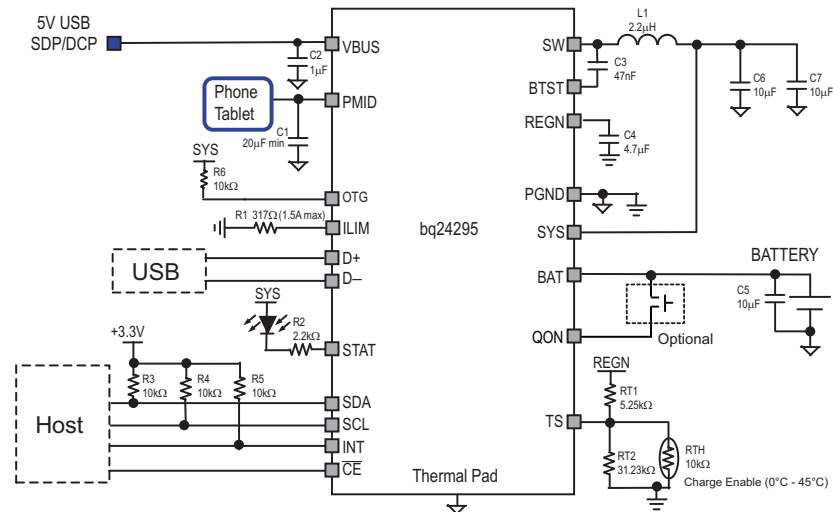 5V USB
SDP/DCP
VBUS
C2
1μF
Phone
Tablet
PMID
C1
20μF min
SYS
R6
10kΩ
OTG
R1 317Ω (1.5A max)
ILIM
D+
USB
D–
SYS
R2
2.2kΩ
STAT
+3.3V
R3
10kΩ
R4
10kΩ
R5
10kΩ
Host
SDA
SCL
INT
CE
bq24295
Thermal Pad
L1
2.2μH
SW
C3
47nF
BTST
C6
10μF
C7
10μF
REGN
C4
4.7μF
PGND
SYS
BATTERY
BAT
C5
10μF
QON
Optional
REGN
RT1
5.25kΩ
TS
RT2
31.23kΩ
RTH
10kΩ
Charge Enable (0°C - 45°C)